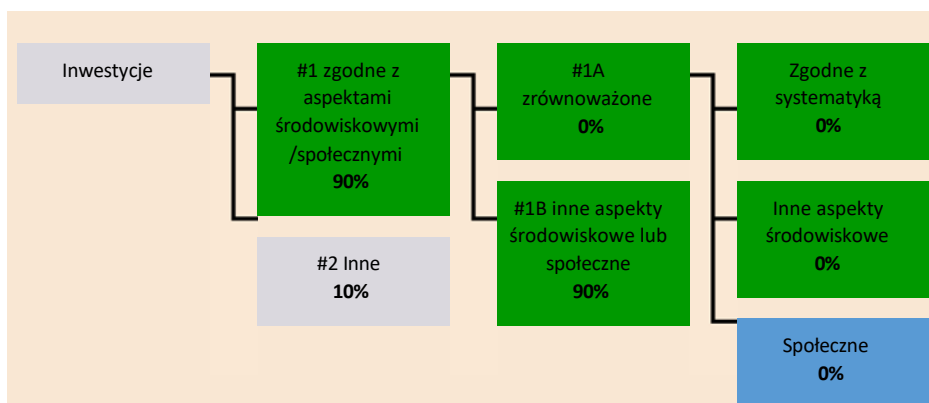 Inwestycje
#1 zgodne z
aspektami
środowiskowymi
/społecznymi
90%
#2 Inne
10%
#1A
zrównoważone
0%
#1B inne aspekty
środowiskowe lub
społeczne
90%
Zgodne z
systematyką
0%
Inne aspekty
środowiskowe
0%
Społeczne
0%